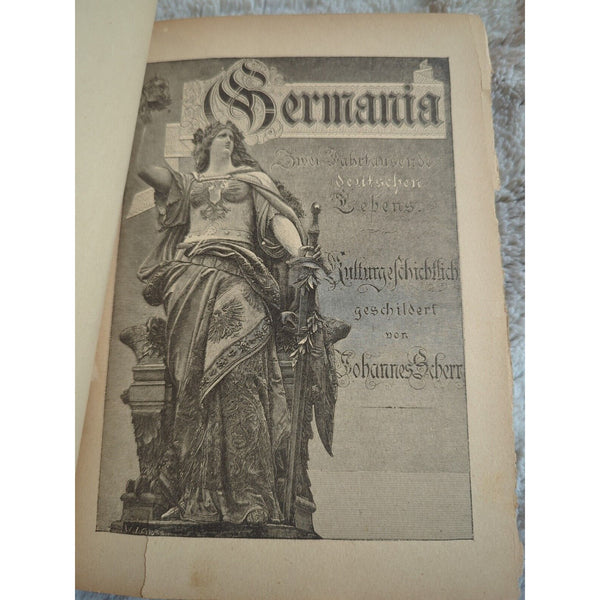 Germania
Zwei Jahrtausende
deutschen
Lebens.
Kulturgeschichtlich
geschildert
von
Johannes Scherr